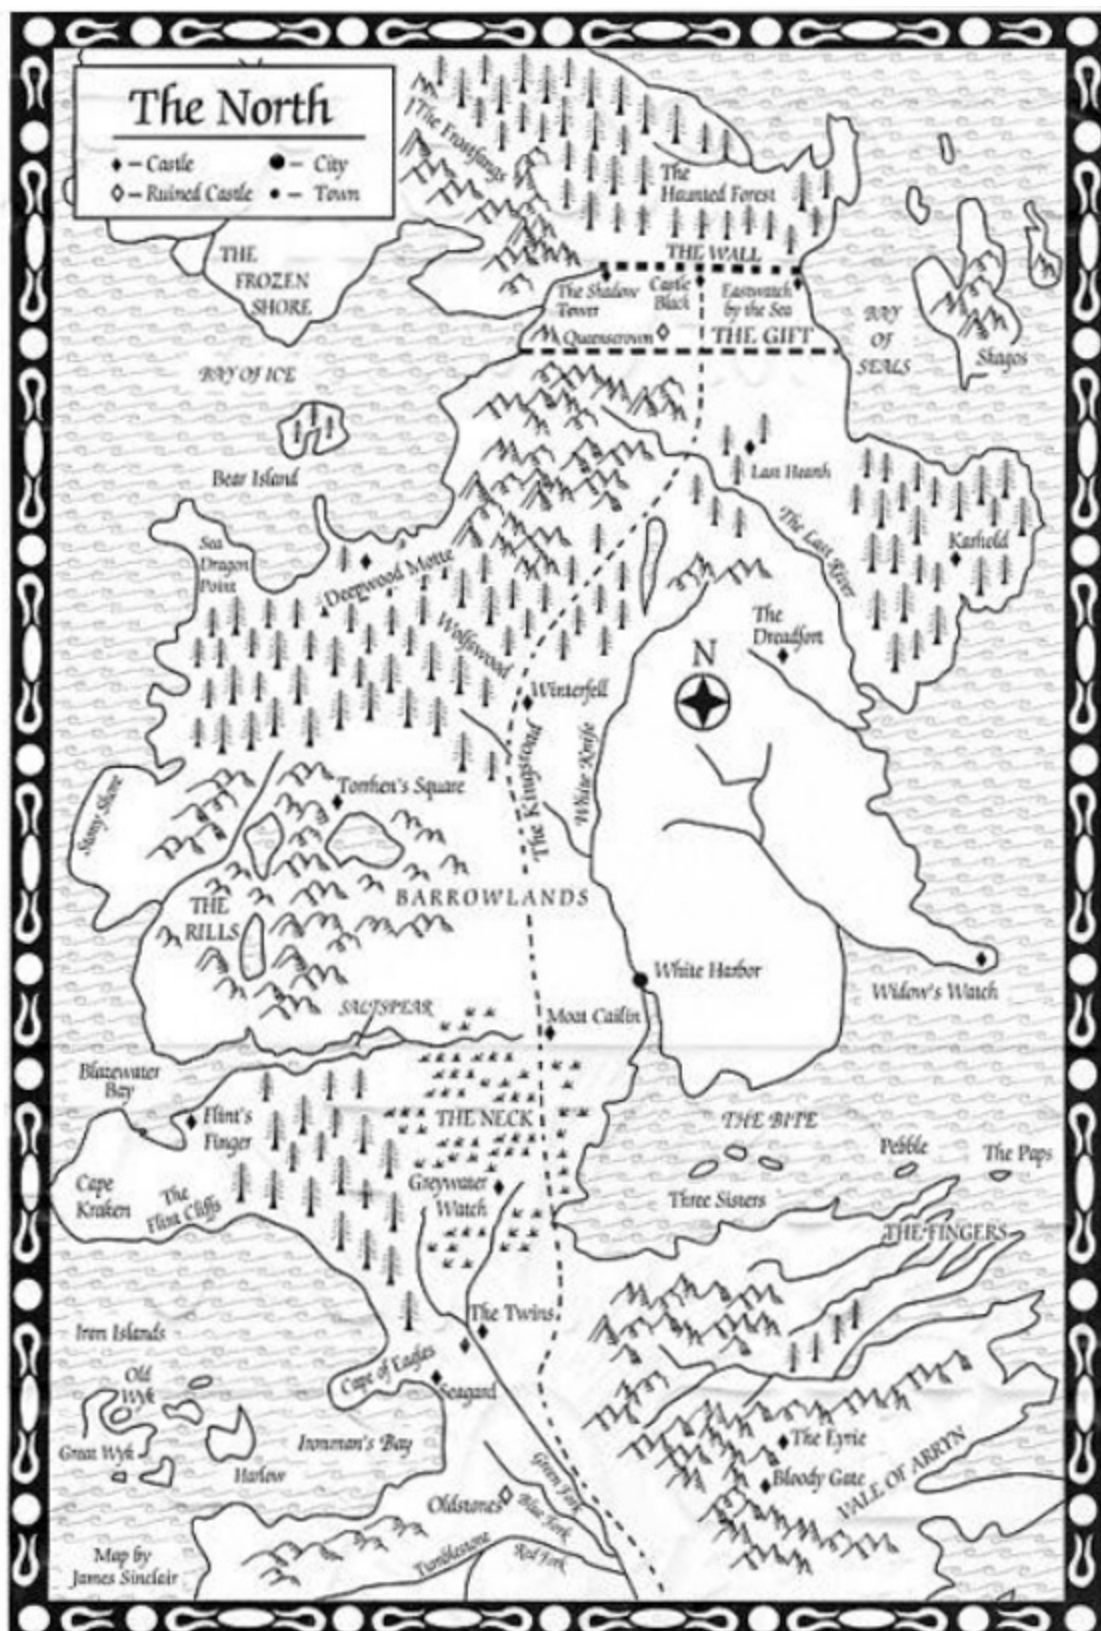 The North
♦ – Castle
● – City
◊ – Ruined Castle
• – Town
The Frostfangs
The
Haunted Forest
THE
FROZEN
SHORE
THE WALL
The Shadow
Tower
Castle
Black
Eastwatch
by the Sea
Queenscrown
THE GIFT
BAY
OF
SEALS
Skagos
BAY OF ICE
Bear Island
Last Hearth
The Last River
Karhold
Sea
Dragon
Point
Deepwood Motte
Wolfswood
The
Dreadfort
N
Winterfell
The Kingsroad
White Knife
Stony Shore
Torrhen's Square
BARROWLANDS
THE
RILLS
White Harbor
Widow's Watch
SALTSPEAR
Moat Cailin
Blazewater
Bay
Flint's
Finger
THE NECK
THE BITE
Pebble
The Paps
Cape
Kraken
The
Flint Cliffs
Greywater
Watch
Three Sisters
THE FINGERS
The Twins
Iron Islands
Cape of Eagles
Seagard
Old
Wyk
Great Wyk
Harlow
Ironman's Bay
The Eyrie
Bloody Gate
VALE OF ARRYN
Green Fork
Oldstones
Blue Fork
Tumblestone
Red Fork
Map by
James Sinclair